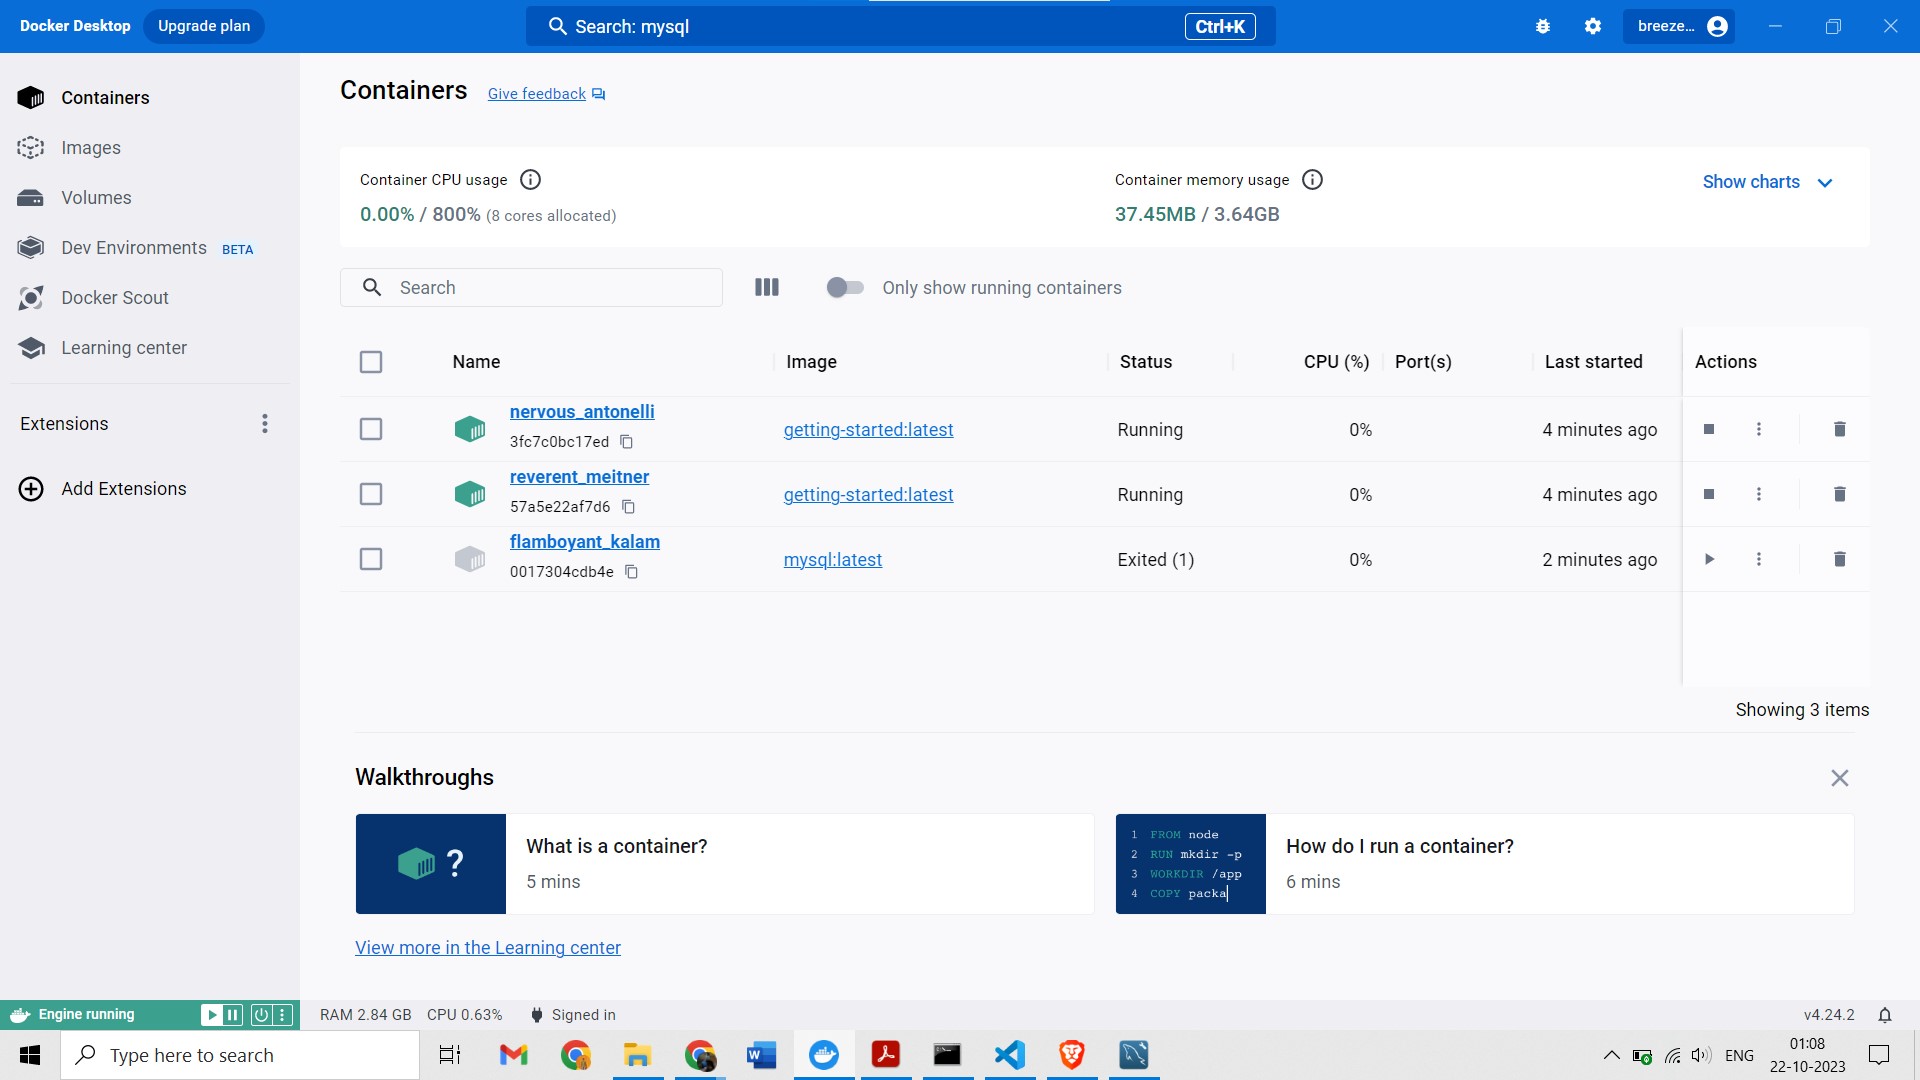 Docker Desktop Upgrade plan Search: mysql Ctrl+K breeze...
Containers
Images
Volumes
Dev Environments BETA
Docker Scout
Learning center
Extensions
Add Extensions
Containers Give feedback
Container CPU usage
0.00% / 800% (8 cores allocated)
Container memory usage
37.45MB / 3.64GB
Show charts
Search Only show running containers
Name Image Status CPU (%) Port(s) Last started Actions
nervous_antonelli
3fc7c0bc17ed
getting-started:latest Running 0% 4 minutes ago
reverent_meitner
57a5e22af7d6
getting-started:latest Running 0% 4 minutes ago
flamboyant_kalam
0017304cdb4e
mysql:latest Exited (1) 0% 2 minutes ago
Showing 3 items
Walkthroughs
?
What is a container?
5 mins
1 FROM node
2 RUN mkdir -p
3 WORKDIR /app
4 COPY packa
How do I run a container?
6 mins
View more in the Learning center
Engine running RAM 2.84 GB CPU 0.63% Signed in v4.24.2
Type here to search
ENG
01:08
22-10-2023